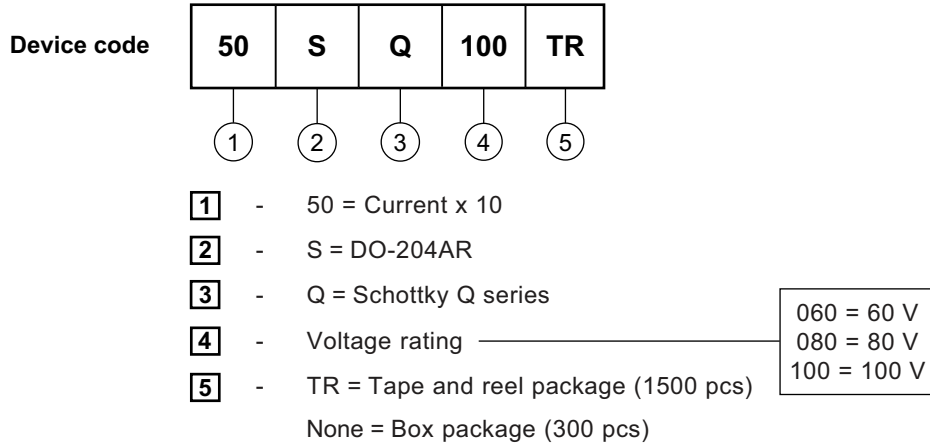 Device code 50 S Q 100 TR
1 2 3 4 5
1 - 50 = Current x 10
2 - S = DO-204AR
3 - Q = Schottky Q series
4 - Voltage rating
060 = 60 V
080 = 80 V
100 = 100 V
5 - TR = Tape and reel package (1500 pcs)
None = Box package (300 pcs)